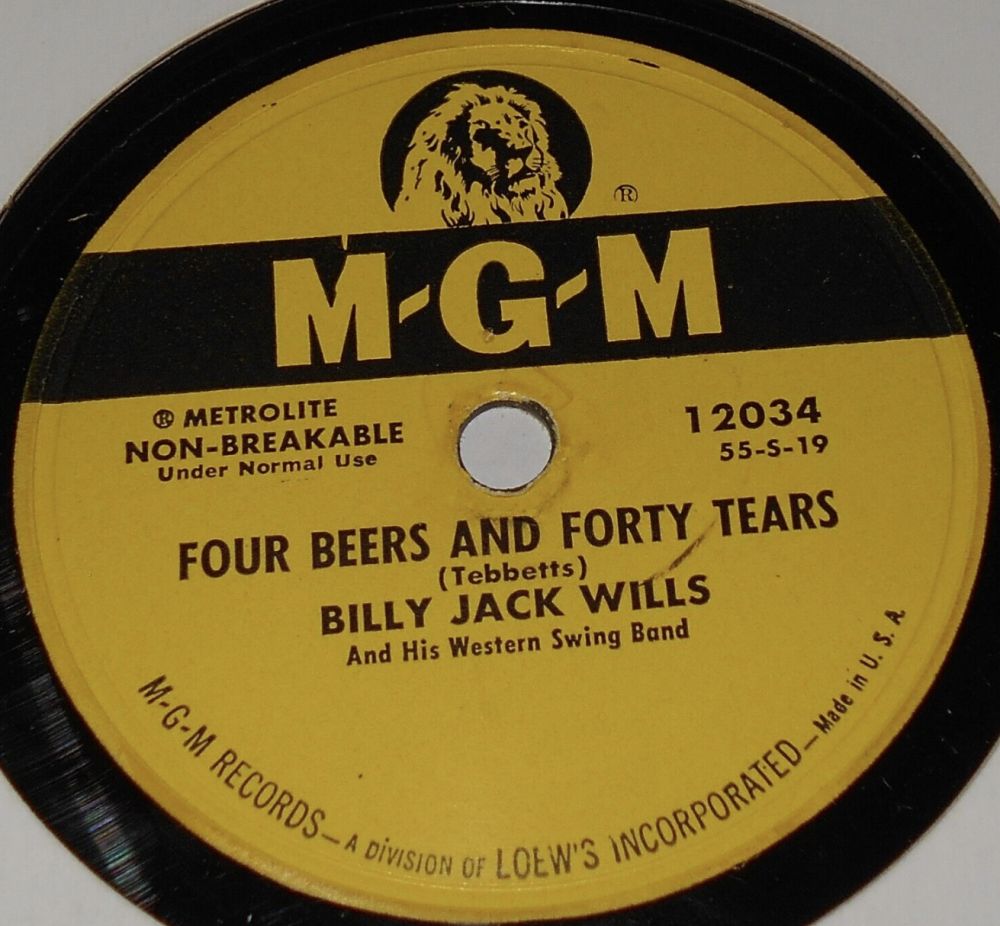 ®
M-G-M
® METROLITE
NON-BREAKABLE
Under Normal Use
12034
55-S-19
FOUR BEERS AND FORTY TEARS
(Tebbetts)
BILLY JACK WILLS
And His Western Swing Band
M-G-M RECORDS—A DIVISION OF LOEW'S INCORPORATED—Made in U. S. A.